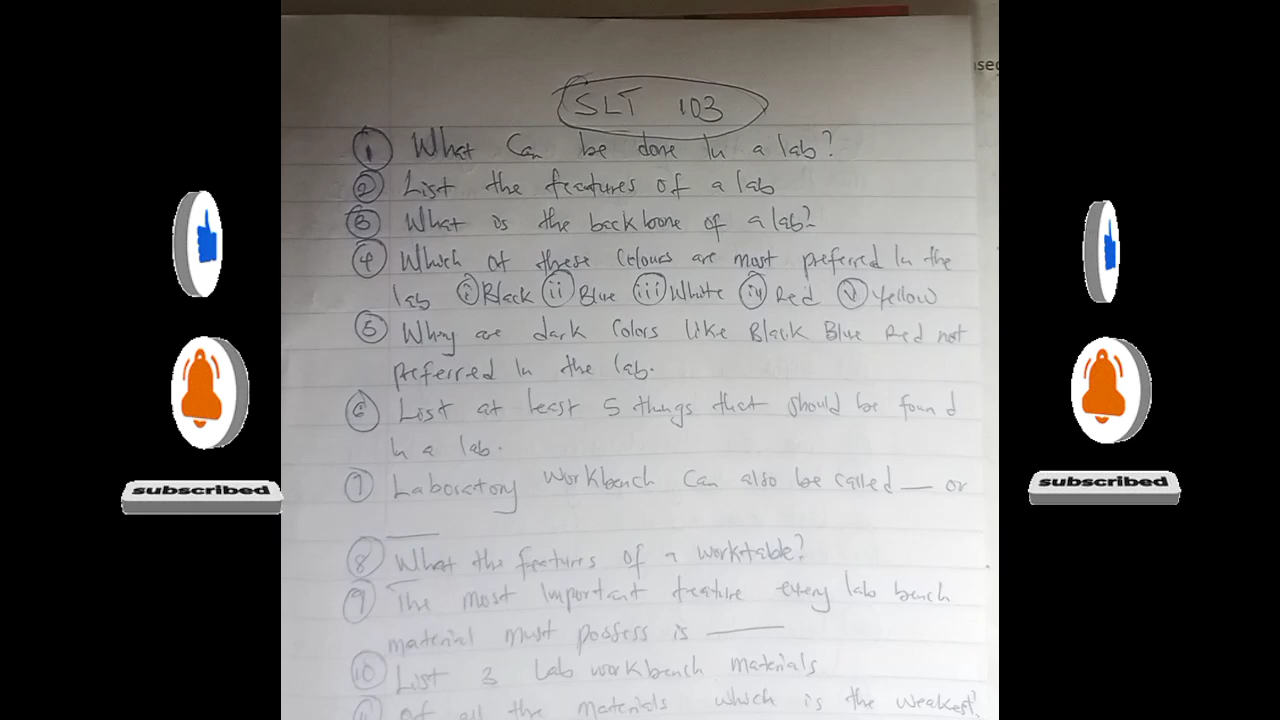 SLT 103
① What can be done in a lab?
② List the features of a lab
③ What is the backbone of a lab?
④ Which of these colours are most preferred in the
lab ⓘ Black ⓘⓘ Blue ⓘⓘⓘ White ⓘⓥ Red ⓥ Yellow
⑤ Why are dark colors like Black Blue Red not
preferred in the lab.
⑥ List at least 5 things that should be found
in a lab.
⑦ Laboratory workbench can also be called — or
—
⑧ What the features of a worktable?
⑨ The most important feature every lab bench
material must possess is ——
⑩ List 3 Lab workbench materials
⑪ Of all the materials which is the weakest?
subscribed
subscribed